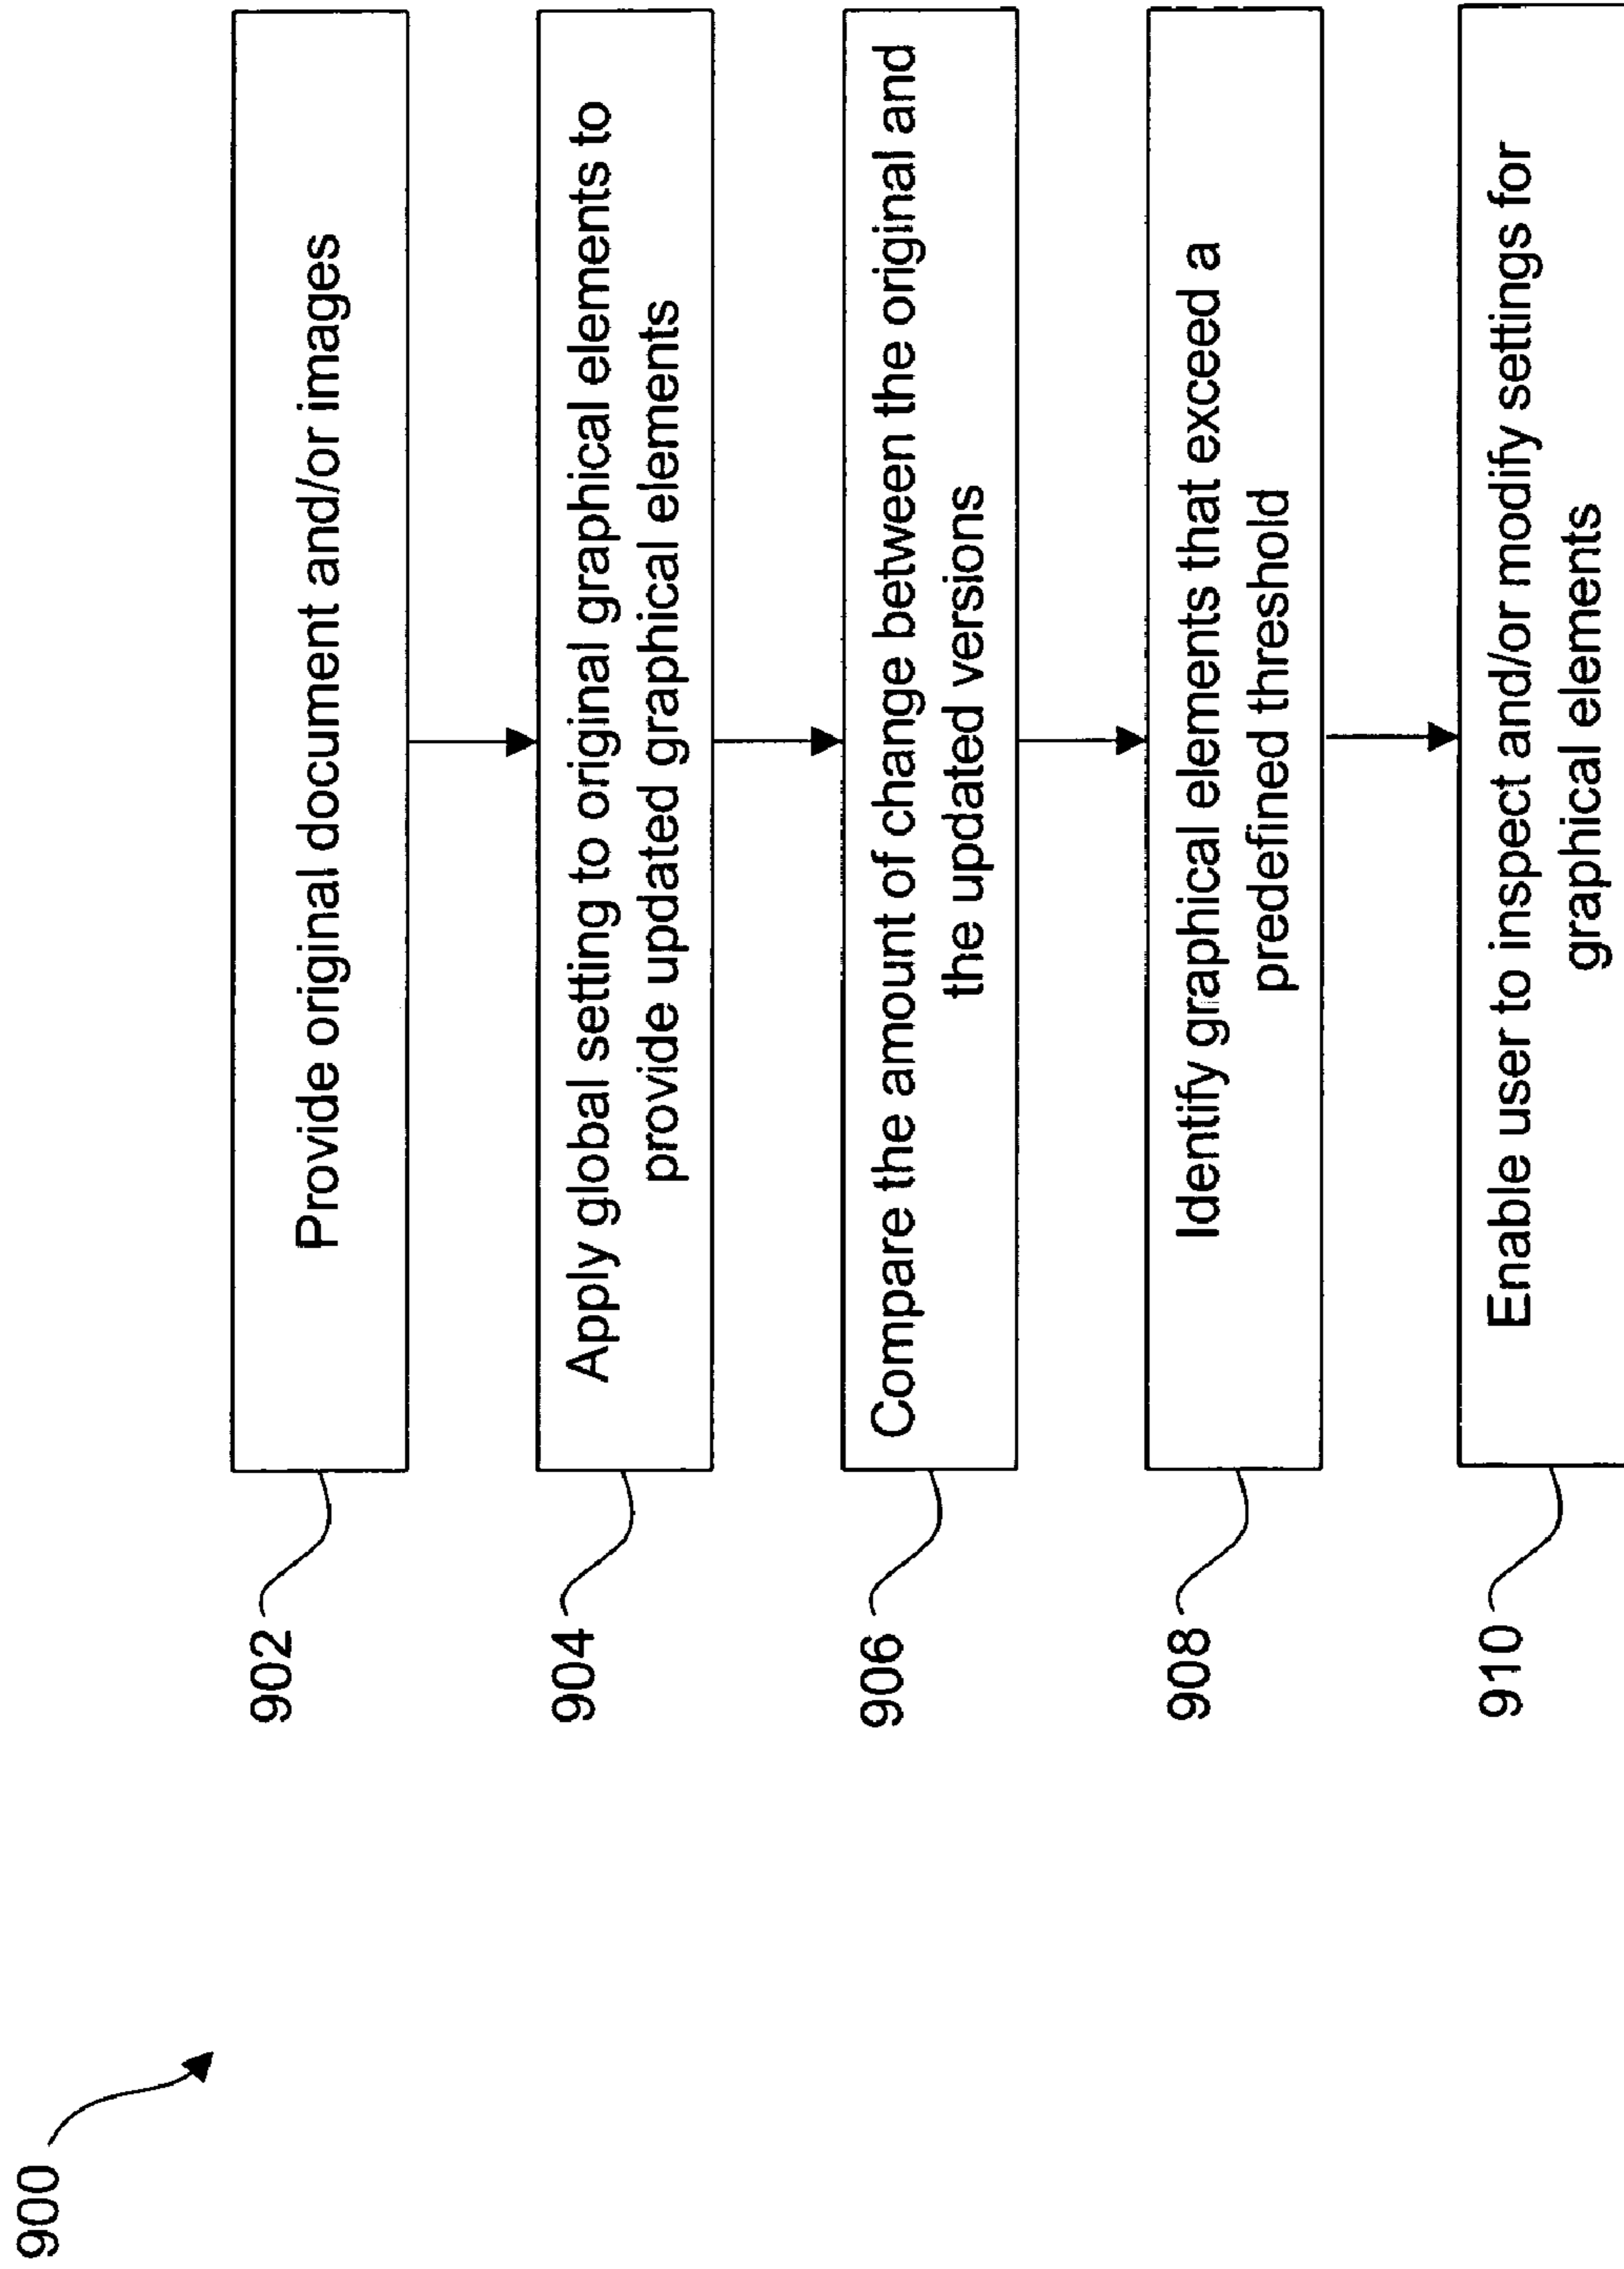 900
902
Provide original document and/or images
904
Apply global setting to original graphical elements to
provide updated graphical elements
906
Compare the amount of change between the original and
the updated versions
908
Identify graphical elements that exceed a
predefined threshold
910
Enable user to inspect and/or modify settings for
graphical elements